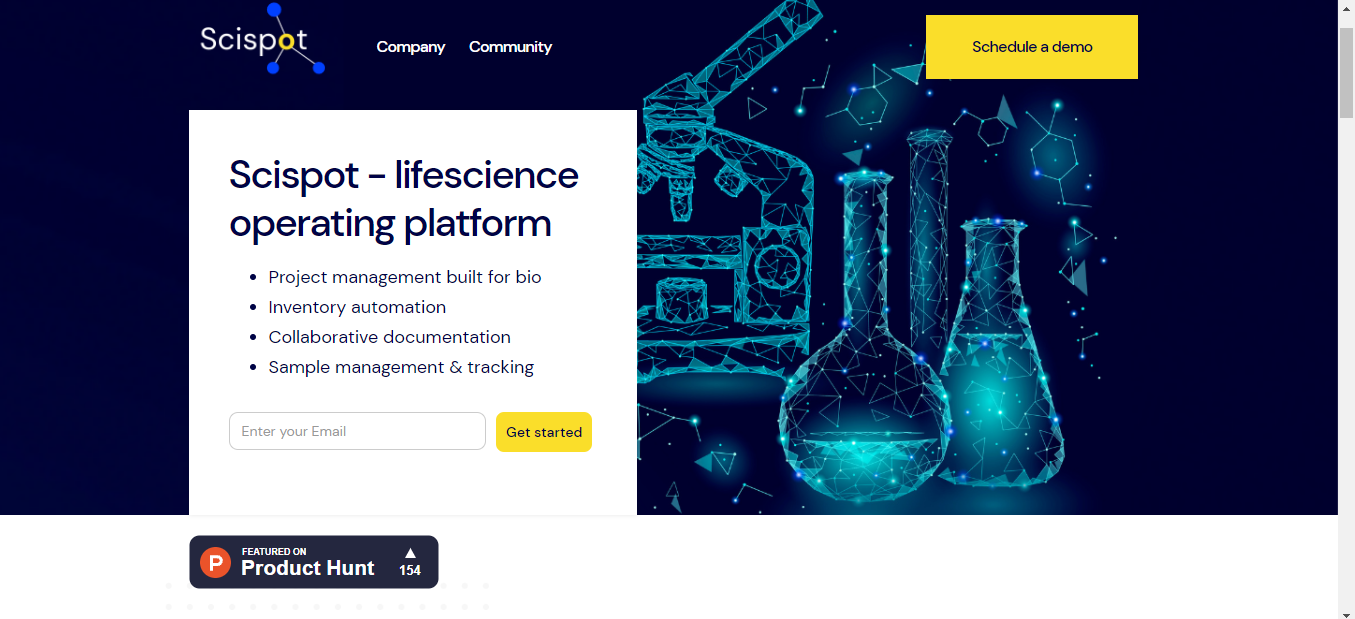 Scispot
Company
Community
Schedule a demo
Scispot – lifescience
operating platform
• Project management built for bio
• Inventory automation
• Collaborative documentation
• Sample management & tracking
Enter your Email
Get started
P
FEATURED ON
Product Hunt
▲
154